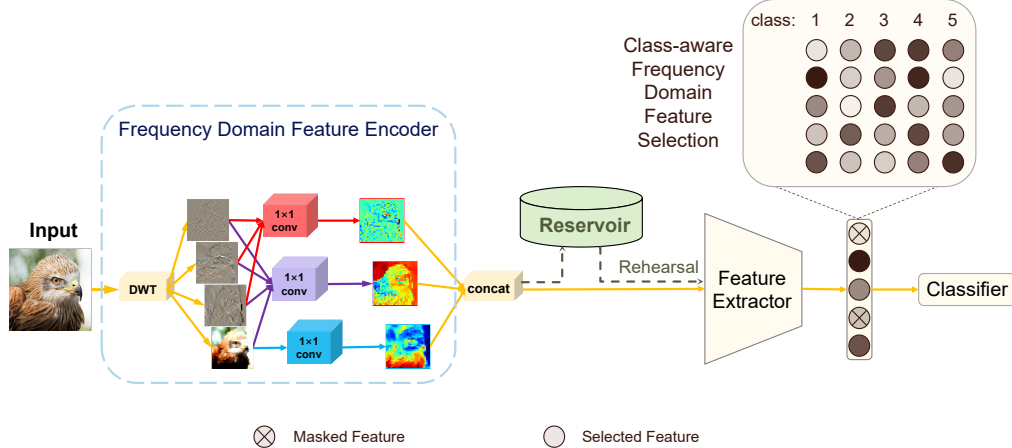 class: 1 2 3 4 5
Class-aware
Frequency
Domain
Feature
Selection
Frequency Domain Feature Encoder
Input
DWT
1×1
conv
1×1
conv
1×1
conv
concat
Reservoir
Rehearsal
Feature
Extractor
Classifier
Masked Feature
Selected Feature